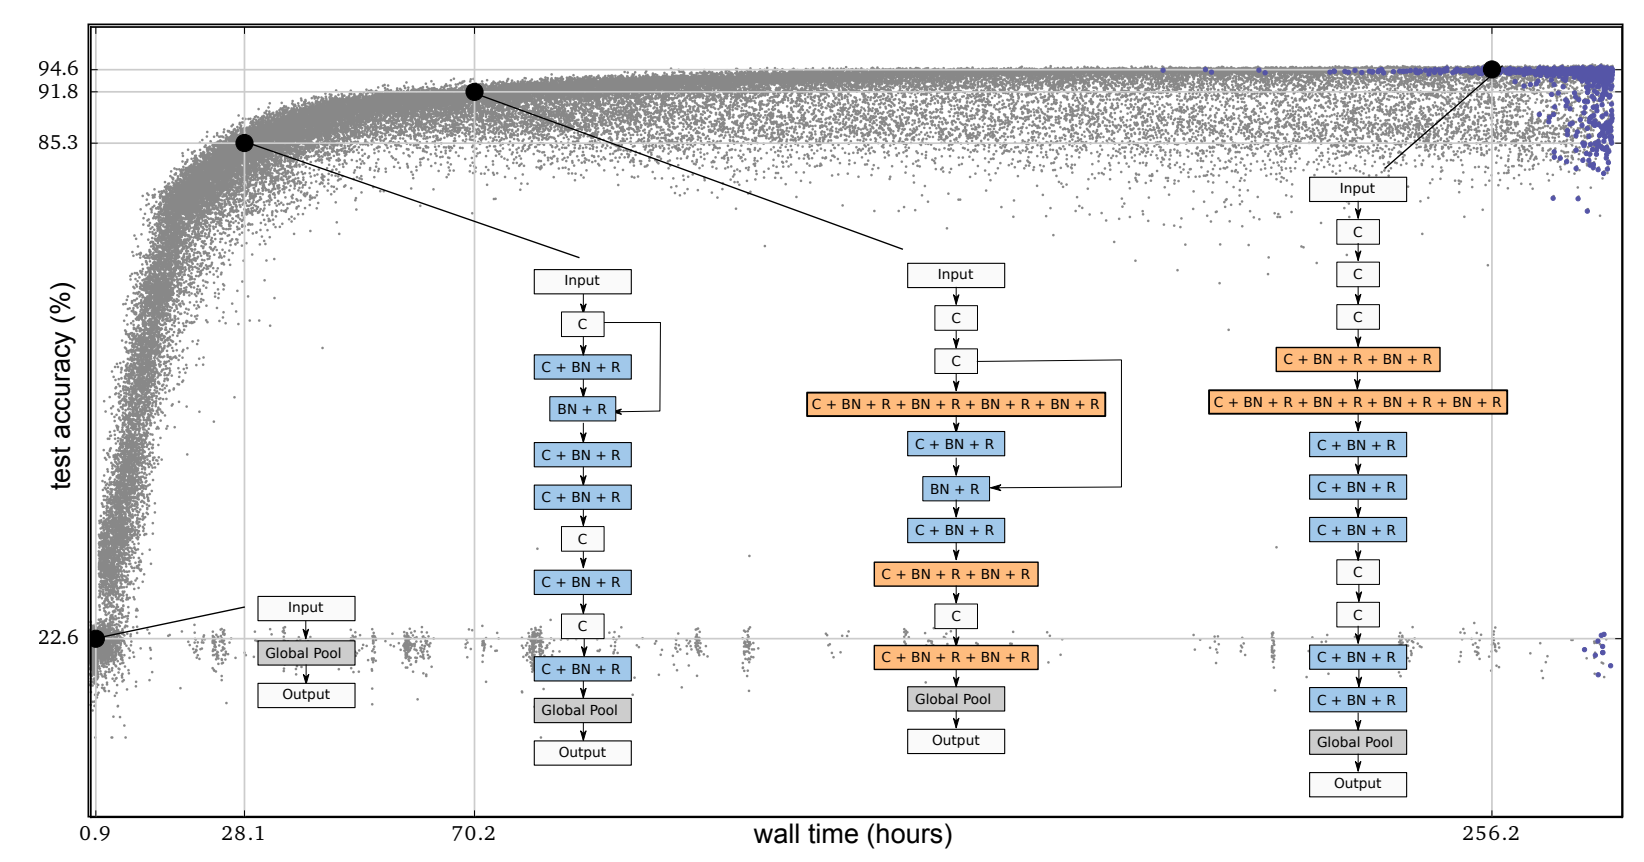 test accuracy (%)
94.6
91.8
85.3
22.6
Input
Global Pool
Output
Input
C
C + BN + R
BN + R
C + BN + R
C + BN + R
C
C + BN + R
C
C + BN + R
Global Pool
Output
Input
C
C
C + BN + R + BN + R + BN + R + BN + R
C + BN + R
BN + R
C + BN + R
C + BN + R + BN + R
C
C + BN + R + BN + R
Global Pool
Output
Input
C
C
C
C + BN + R + BN + R
C + BN + R + BN + R + BN + R + BN + R
C + BN + R
C + BN + R
C + BN + R
C
C
C + BN + R
C + BN + R
Global Pool
Output
0.9
28.1
70.2
256.2
wall time (hours)